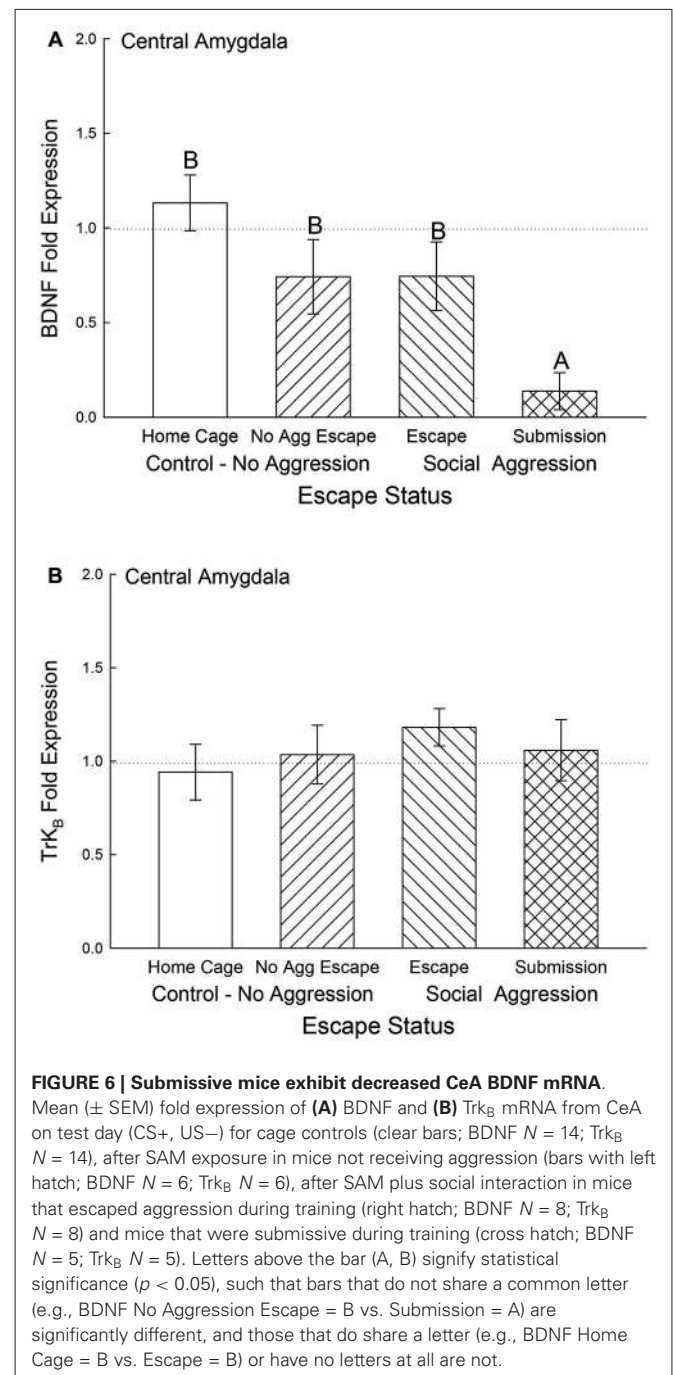 A Central Amygdala
2.0
1.5
1.0
0.5
0.0
BDNF Fold Expression
B
B
B
A
Home Cage No Agg Escape Escape Submission
Control - No Aggression Social Aggression
Escape Status
B Central Amygdala
2.0
1.5
1.0
0.5
0.0
TrK_B Fold Expression
Home Cage No Agg Escape Escape Submission
Control - No Aggression Social Aggression
Escape Status
FIGURE 6 | Submissive mice exhibit decreased CeA BDNF mRNA.
Mean (± SEM) fold expression of (A) BDNF and (B) Trk_B mRNA from CeA
on test day (CS+, US−) for cage controls (clear bars; BDNF N = 14; Trk_B
N = 14), after SAM exposure in mice not receiving aggression (bars with left
hatch; BDNF N = 6; Trk_B N = 6), after SAM plus social interaction in mice
that escaped aggression during training (right hatch; BDNF N = 8; Trk_B
N = 8) and mice that were submissive during training (cross hatch; BDNF
N = 5; Trk_B N = 5). Letters above the bar (A, B) signify statistical
significance (p < 0.05), such that bars that do not share a common letter
(e.g., BDNF No Aggression Escape = B vs. Submission = A) are
significantly different, and those that do share a letter (e.g., BDNF Home
Cage = B vs. Escape = B) or have no letters at all are not.